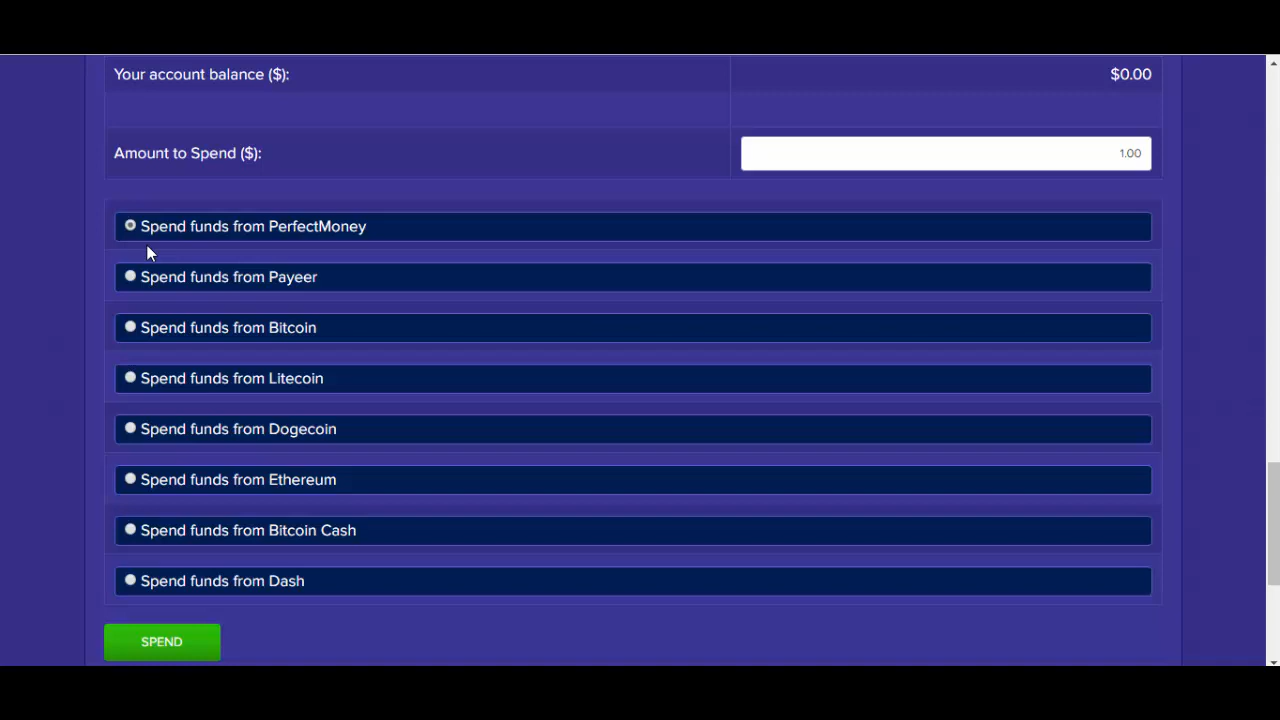 Your account balance ($): $0.00
Amount to Spend ($): 1.00
Spend funds from PerfectMoney
Spend funds from Payeer
Spend funds from Bitcoin
Spend funds from Litecoin
Spend funds from Dogecoin
Spend funds from Ethereum
Spend funds from Bitcoin Cash
Spend funds from Dash
SPEND